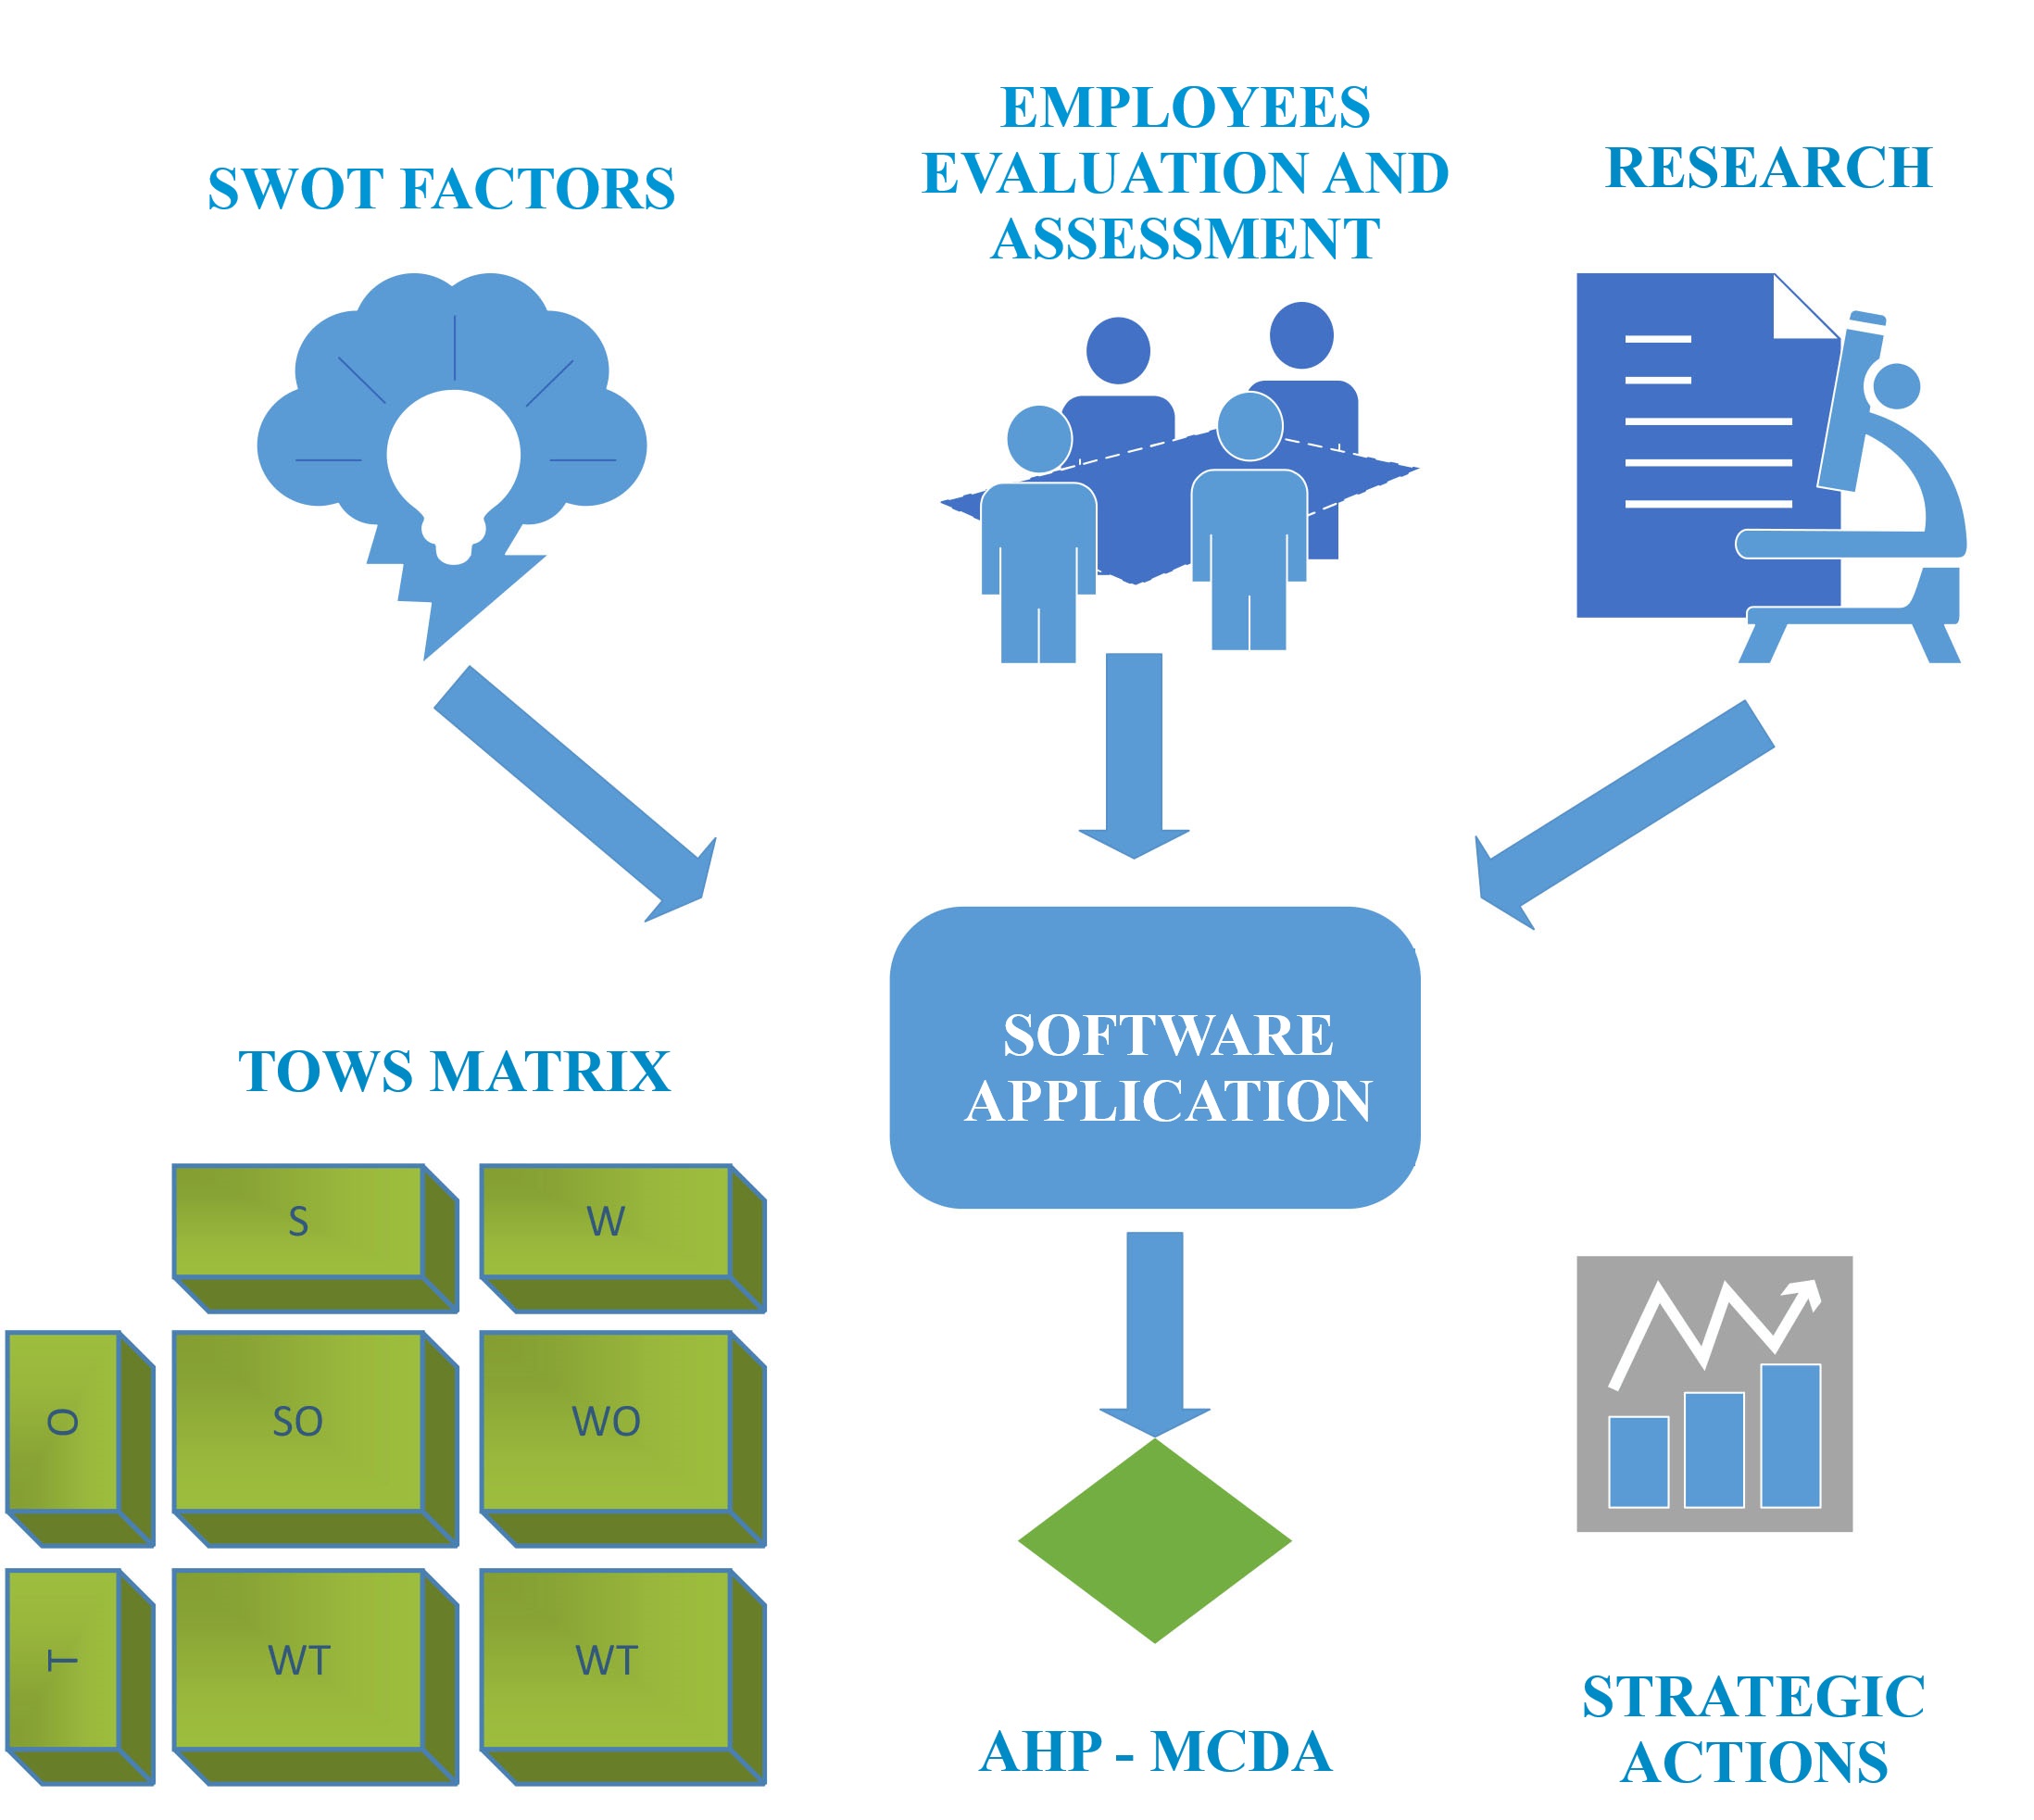 SWOT FACTORS
EMPLOYEES
EVALUATION AND
ASSESSMENT
RESEARCH
SOFTWARE
APPLICATION
TOWS MATRIX
S
W
O
SO
WO
T
WT
WT
AHP - MCDA
STRATEGIC
ACTIONS